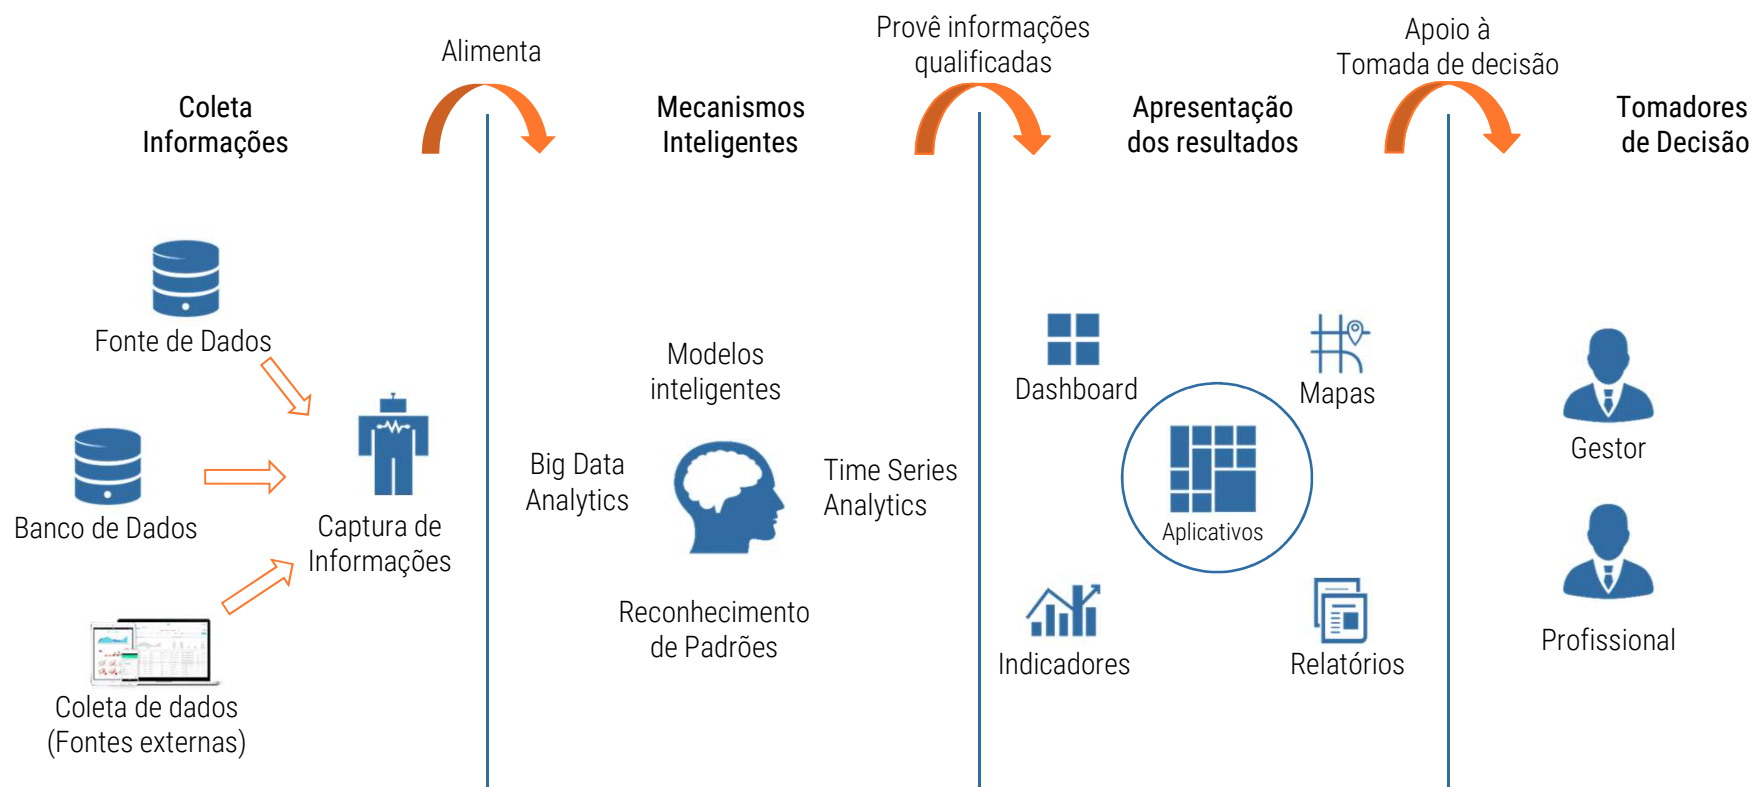 Alimenta
Provê informações
qualificadas
Apoio à
Tomada de decisão
Coleta
Informações
Mecanismos
Inteligentes
Apresentação
dos resultados
Tomadores
de Decisão
Fonte de Dados
Banco de Dados
Coleta de dados
(Fontes externas)
Captura de
Informações
Modelos
inteligentes
Big Data
Analytics
Time Series
Analytics
Reconhecimento
de Padrões
Dashboard
Mapas
Aplicativos
Indicadores
Relatórios
Gestor
Profissional